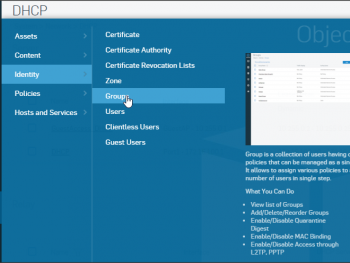 DHCP
Assets
Content
Identity
Policies
Hosts and Services
Certificate
Certificate Authority
Certificate Revocation Lists
Zone
Groups
Users
Clientless Users
Guest Users
Obje
Group is a collection of users having
policies that can be managed as a sin
It allows to assign various policies to
number of users in single step.
What You Can Do
• View list of Groups
• Add/Delete/Reorder Groups
• Enable/Disable Quarantine
Digest
• Enable/Disable MAC Binding
• Enable/Disable Access through
L2TP, PPTP